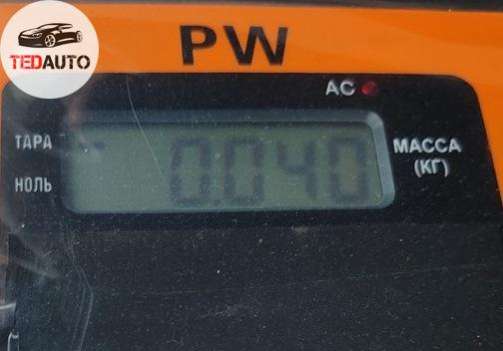 TEDAUTO
PW
AC
ТАРА
0.040
МАССА
(КГ)
НОЛЬ